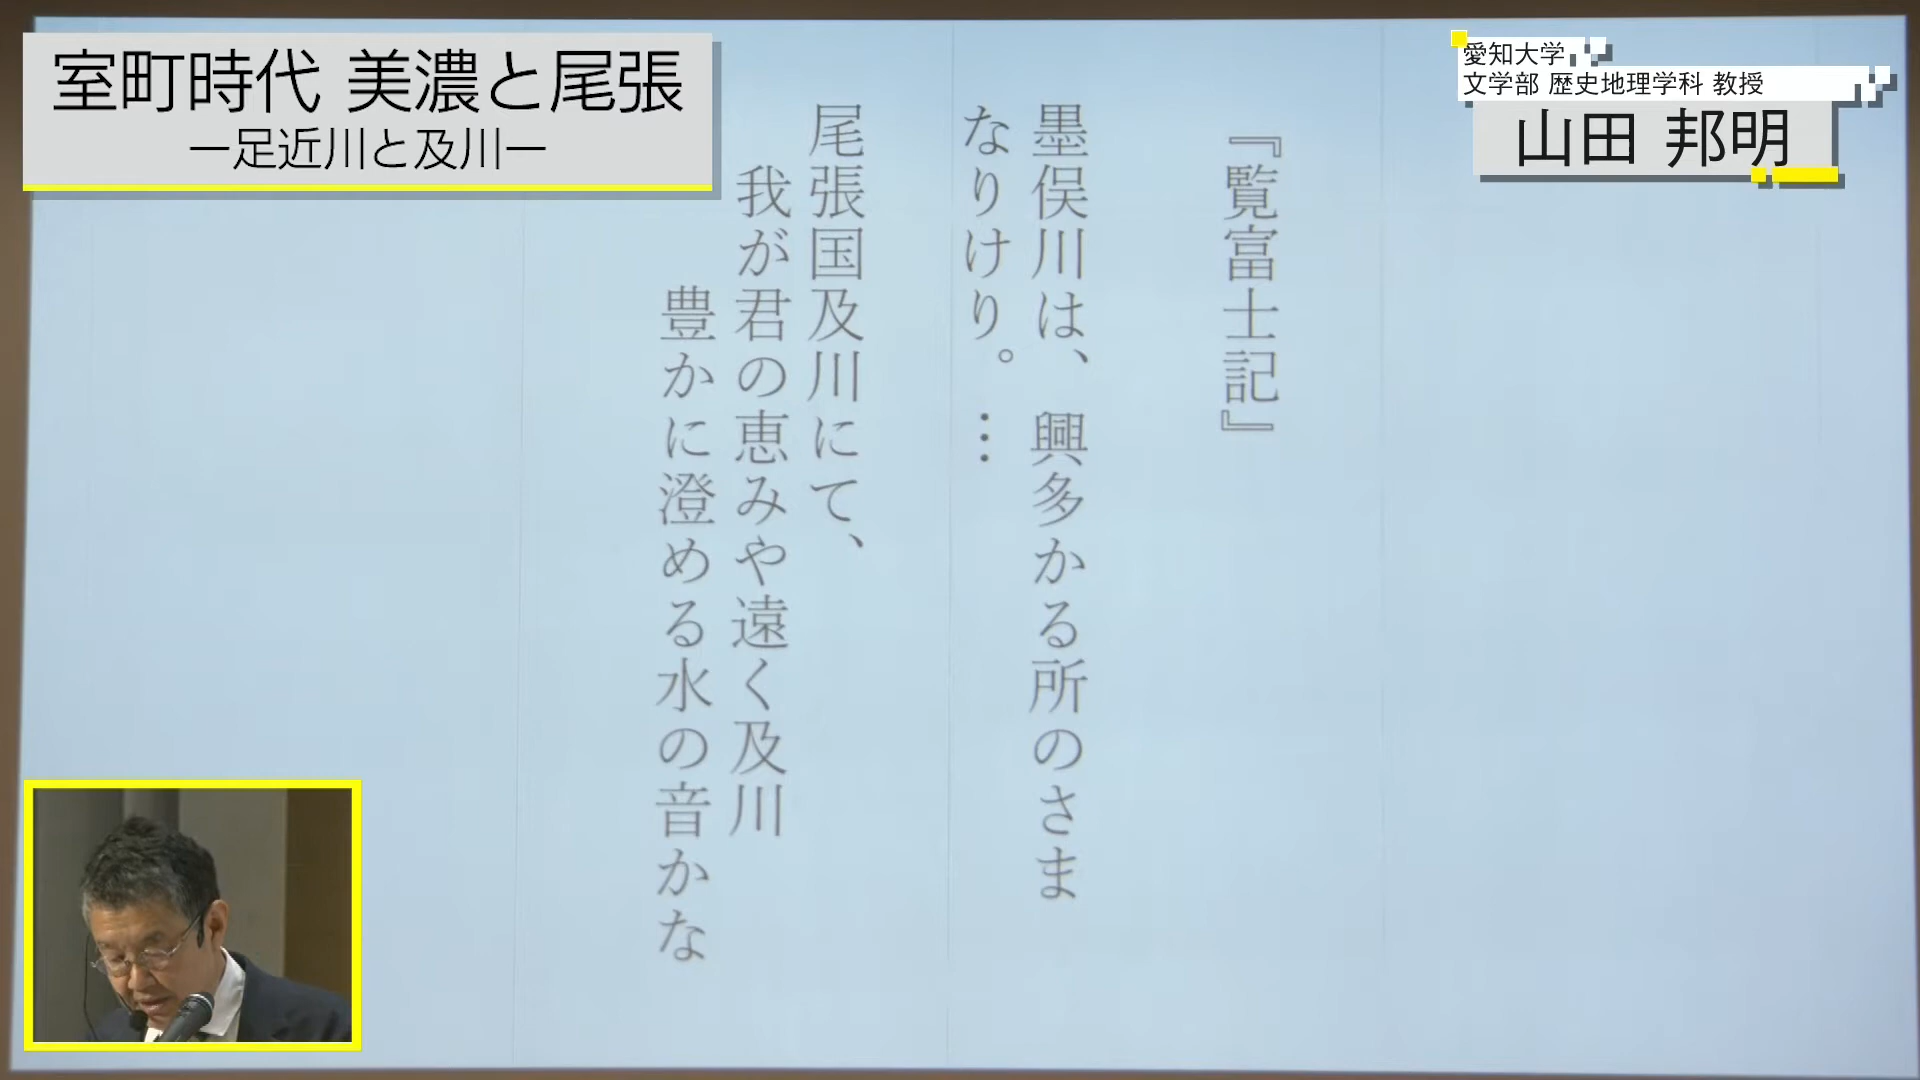 室町時代 美濃と尾張
―足近川と及川―
愛知大学
文学部 歴史地理学科 教授
山田 邦明
『覧富士記』
墨俣川は、興多かる所のさま
なりけり。…
尾張国及川にて、
我が君の恵みや遠く及川
豊かに澄める水の音かな